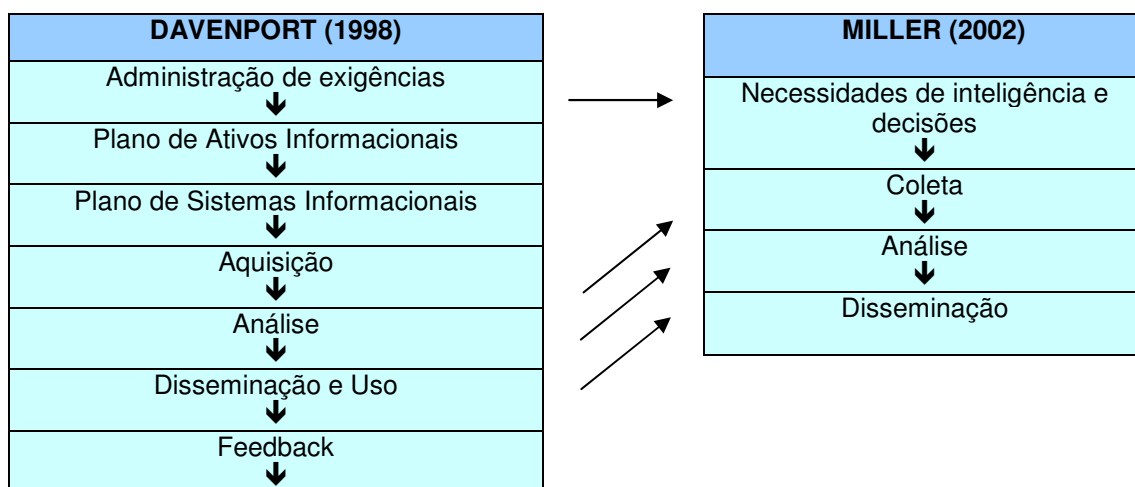 DAVENPORT (1998)
Administração de exigências
Plano de Ativos Informacionais
Plano de Sistemas Informacionais
Aquisição
Análise
Disseminação e Uso
Feedback
MILLER (2002)
Necessidades de inteligência e
decisões
Coleta
Análise
Disseminação